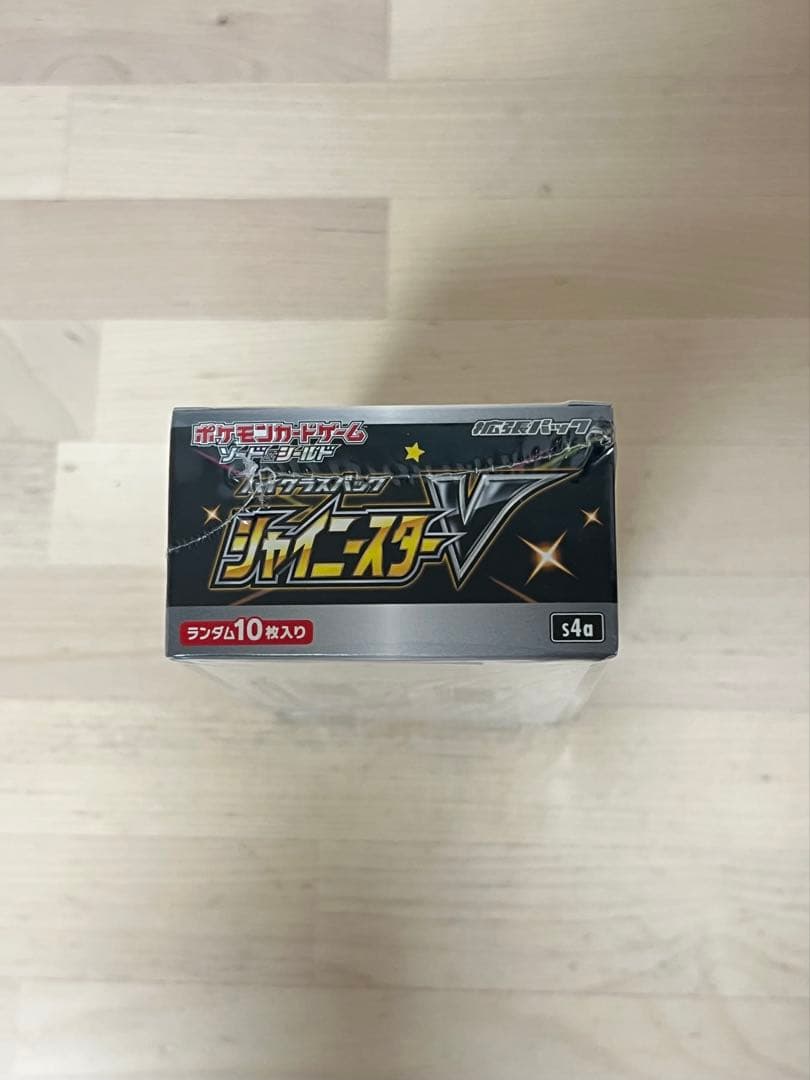 ポケモンカードゲーム
ソード&シールド
拡張パック
ハイクラスパック
シャイニースターV
ランダム10枚入り
s4a